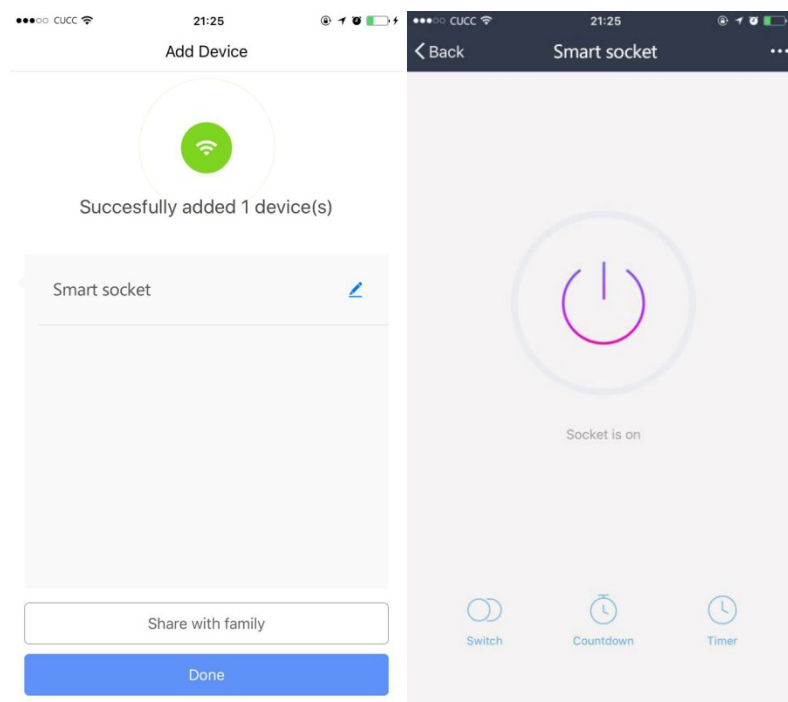 CUCC 21:25
Add Device
Succesfully added 1 device(s)
Smart socket
Share with family
Done
CUCC 21:25
Back Smart socket
Socket is on
Switch Countdown Timer